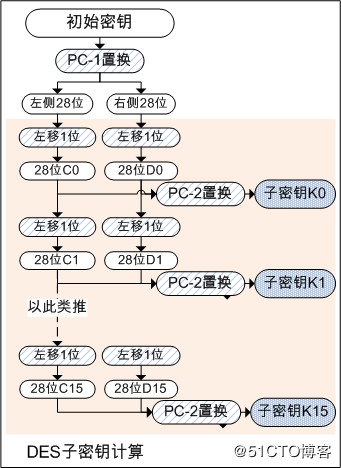 初始密钥
PC-1置换
左侧28位 右侧28位
左移1位 左移1位
28位C0 28位D0
PC-2置换 子密钥K0
左移1位 左移1位
28位C1 28位D1
PC-2置换 子密钥K1
以此类推
左移1位 左移1位
28位C15 28位D15
PC-2置换 子密钥K15
DES子密钥计算
@51CTO博客